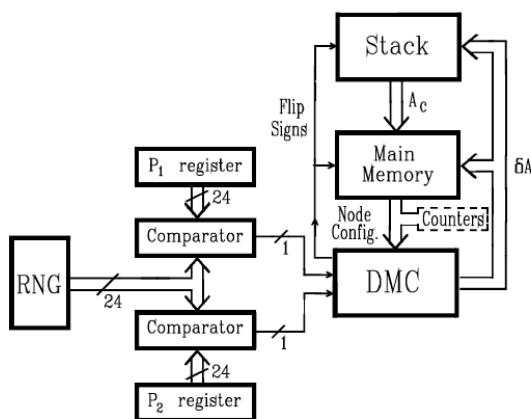 Stack
A_c
Flip
Signs
Main
Memory
δA
P_1 register
24
Node
Config.
Counters
Comparator
1
RNG
24
DMC
Comparator
1
24
P_2 register